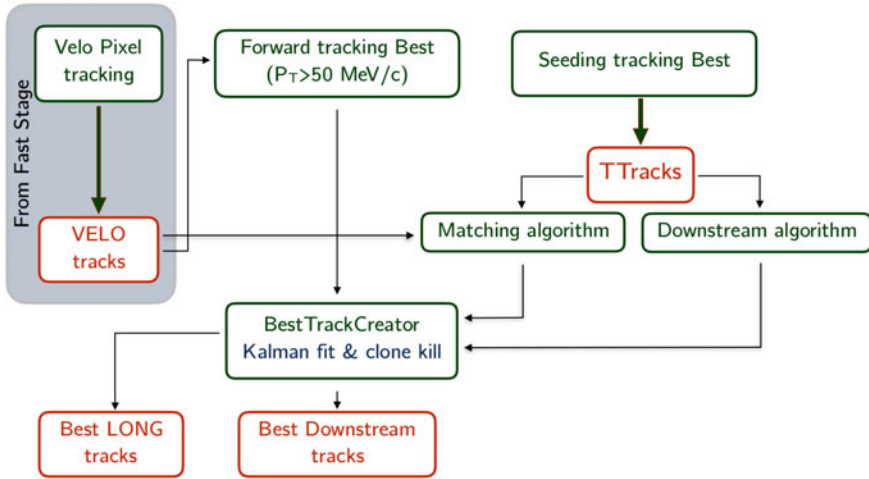 From Fast Stage
Velo Pixel
tracking
Forward tracking Best
(PT>50 MeV/c)
Seeding tracking Best
TTracks
VELO
tracks
Matching algorithm
Downstream algorithm
BestTrackCreator
Kalman fit & clone kill
Best LONG
tracks
Best Downstream
tracks